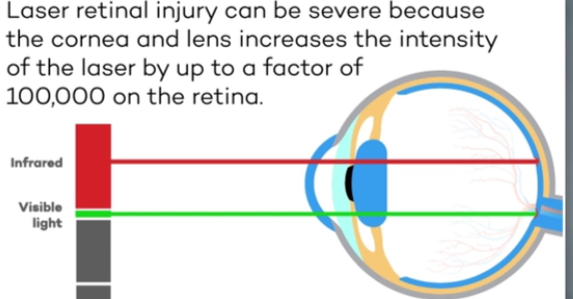 Laser retinal injury can be severe because
the cornea and lens increases the intensity
of the laser by up to a factor of
100,000 on the retina.
Infrared
Visible
light